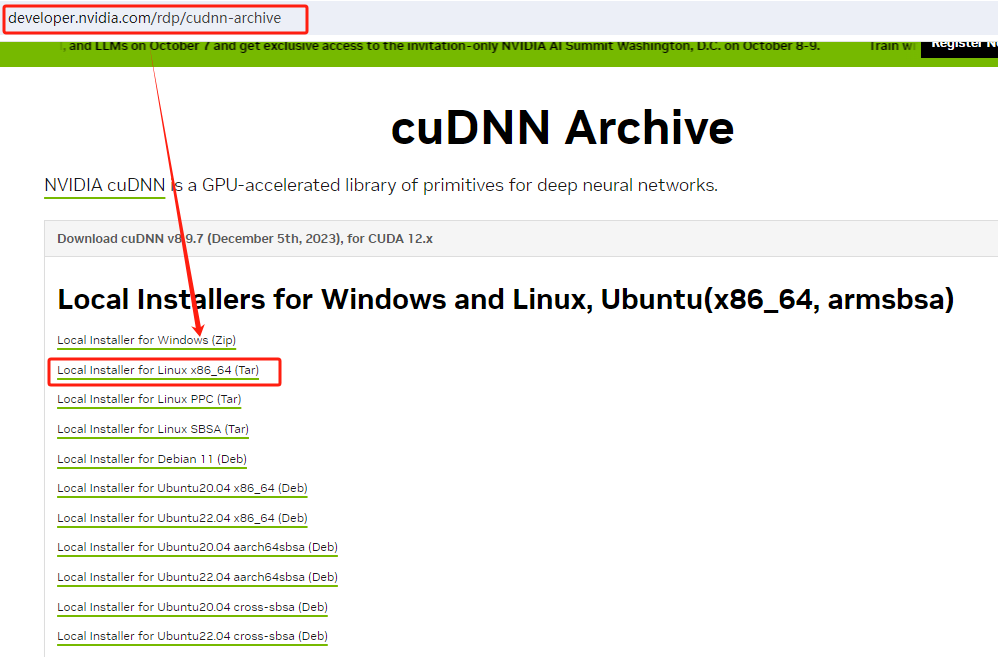 developer.nvidia.com/rdp/cudnn-archive
, and LLMs on October 7 and get exclusive access to the invitation-only NVIDIA AI Summit Washington, D.C. on October 8-9. Train w
Register N
cuDNN Archive
NVIDIA cuDNN is a GPU-accelerated library of primitives for deep neural networks.
Download cuDNN v8.9.7 (December 5th, 2023), for CUDA 12.x
Local Installers for Windows and Linux, Ubuntu(x86_64, armsbsa)
Local Installer for Windows (Zip)
Local Installer for Linux x86_64 (Tar)
Local Installer for Linux PPC (Tar)
Local Installer for Linux SBSA (Tar)
Local Installer for Debian 11 (Deb)
Local Installer for Ubuntu20.04 x86_64 (Deb)
Local Installer for Ubuntu22.04 x86_64 (Deb)
Local Installer for Ubuntu20.04 aarch64sbsa (Deb)
Local Installer for Ubuntu22.04 aarch64sbsa (Deb)
Local Installer for Ubuntu20.04 cross-sbsa (Deb)
Local Installer for Ubuntu22.04 cross-sbsa (Deb)